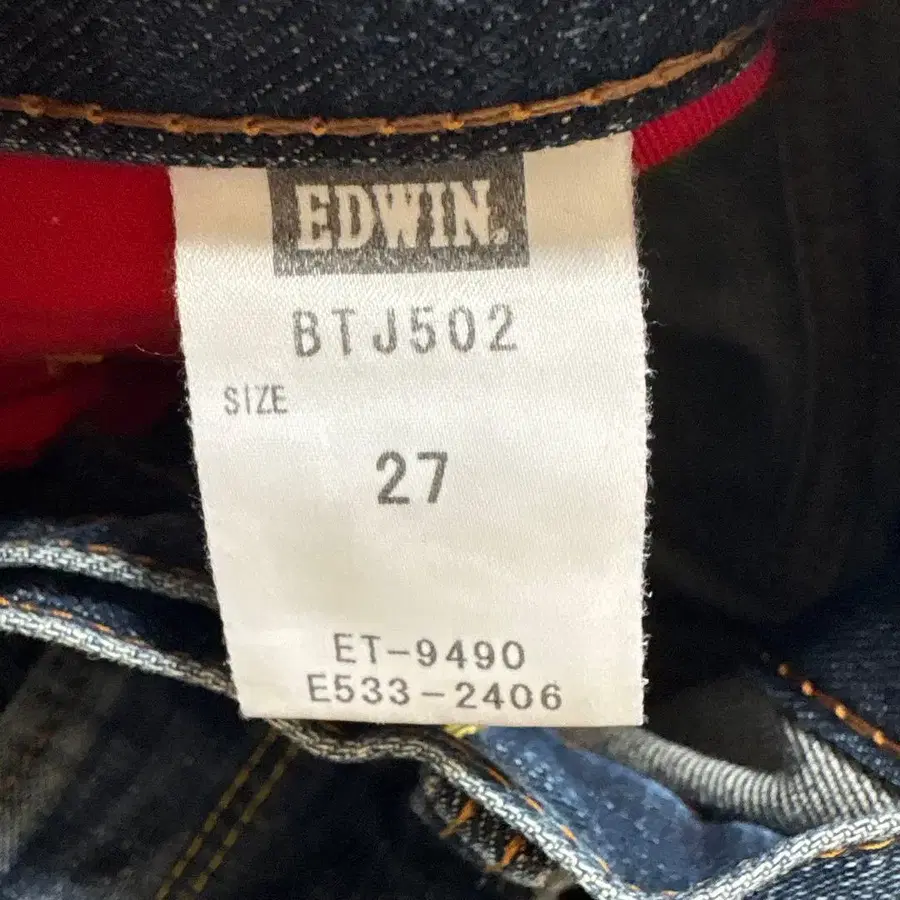 EDWIN.
BTJ502
SIZE
27
ET-9490
E533-2406